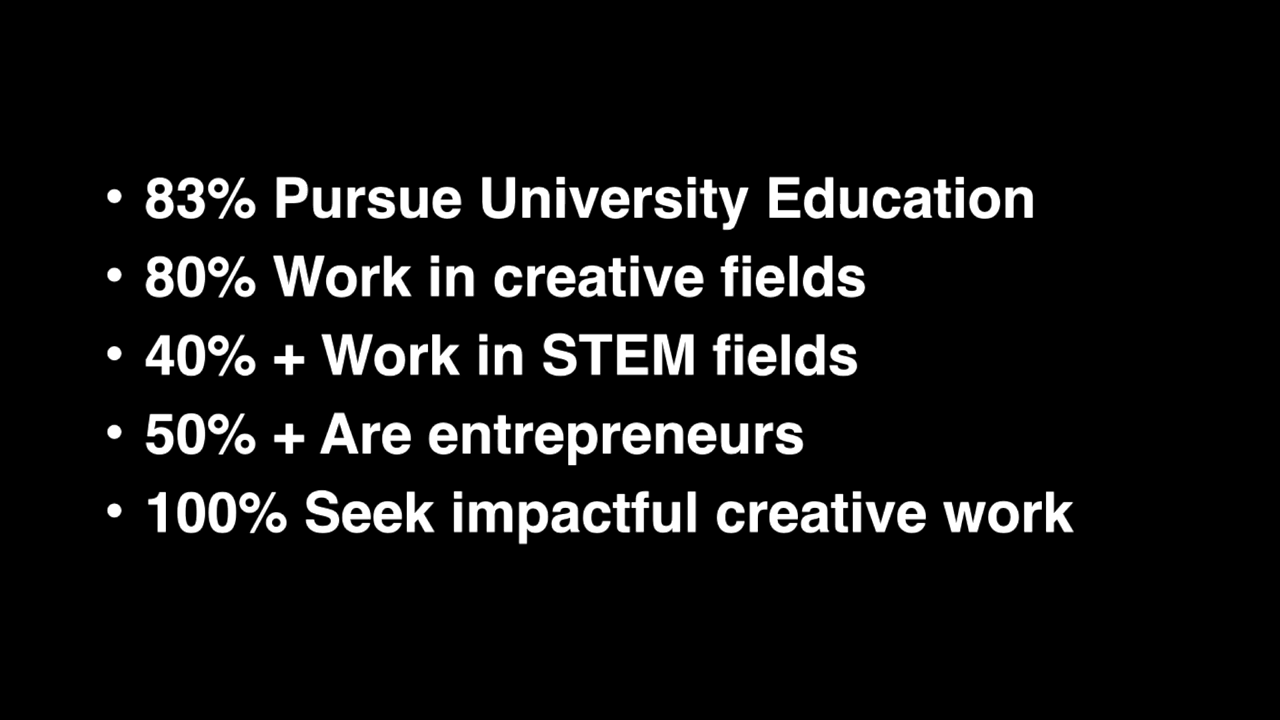 • 83% Pursue University Education
• 80% Work in creative fields
• 40% + Work in STEM fields
• 50% + Are entrepreneurs
• 100% Seek impactful creative work